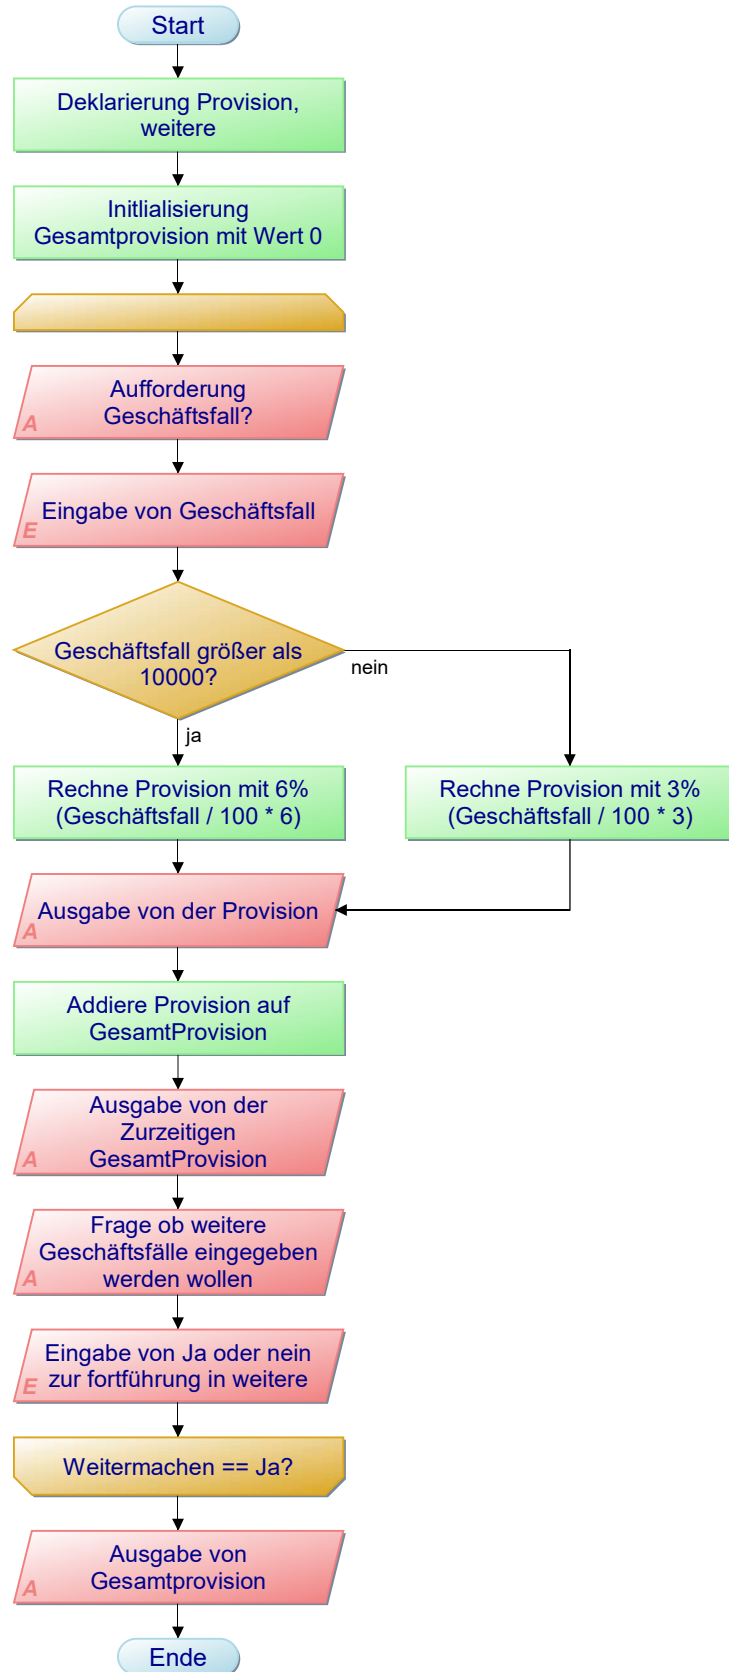 Start
Deklarierung Provision,
weitere
Initlialisierung
Gesamtprovision mit Wert 0
Aufforderung
Geschäftsfall?
A
Eingabe von Geschäftsfall
E
Geschäftsfall größer als
10000?
nein
ja
Rechne Provision mit 6%
(Geschäftsfall / 100 * 6)
Rechne Provision mit 3%
(Geschäftsfall / 100 * 3)
Ausgabe von der Provision
A
Addiere Provision auf
GesamtProvision
Ausgabe von der
Zurzeitigen
GesamtProvision
A
Frage ob weitere
Geschäftsfälle eingegeben
werden wollen
A
Eingabe von Ja oder nein
zur fortführung in weitere
E
Weitermachen == Ja?
Ausgabe von
Gesamtprovision
A
Ende